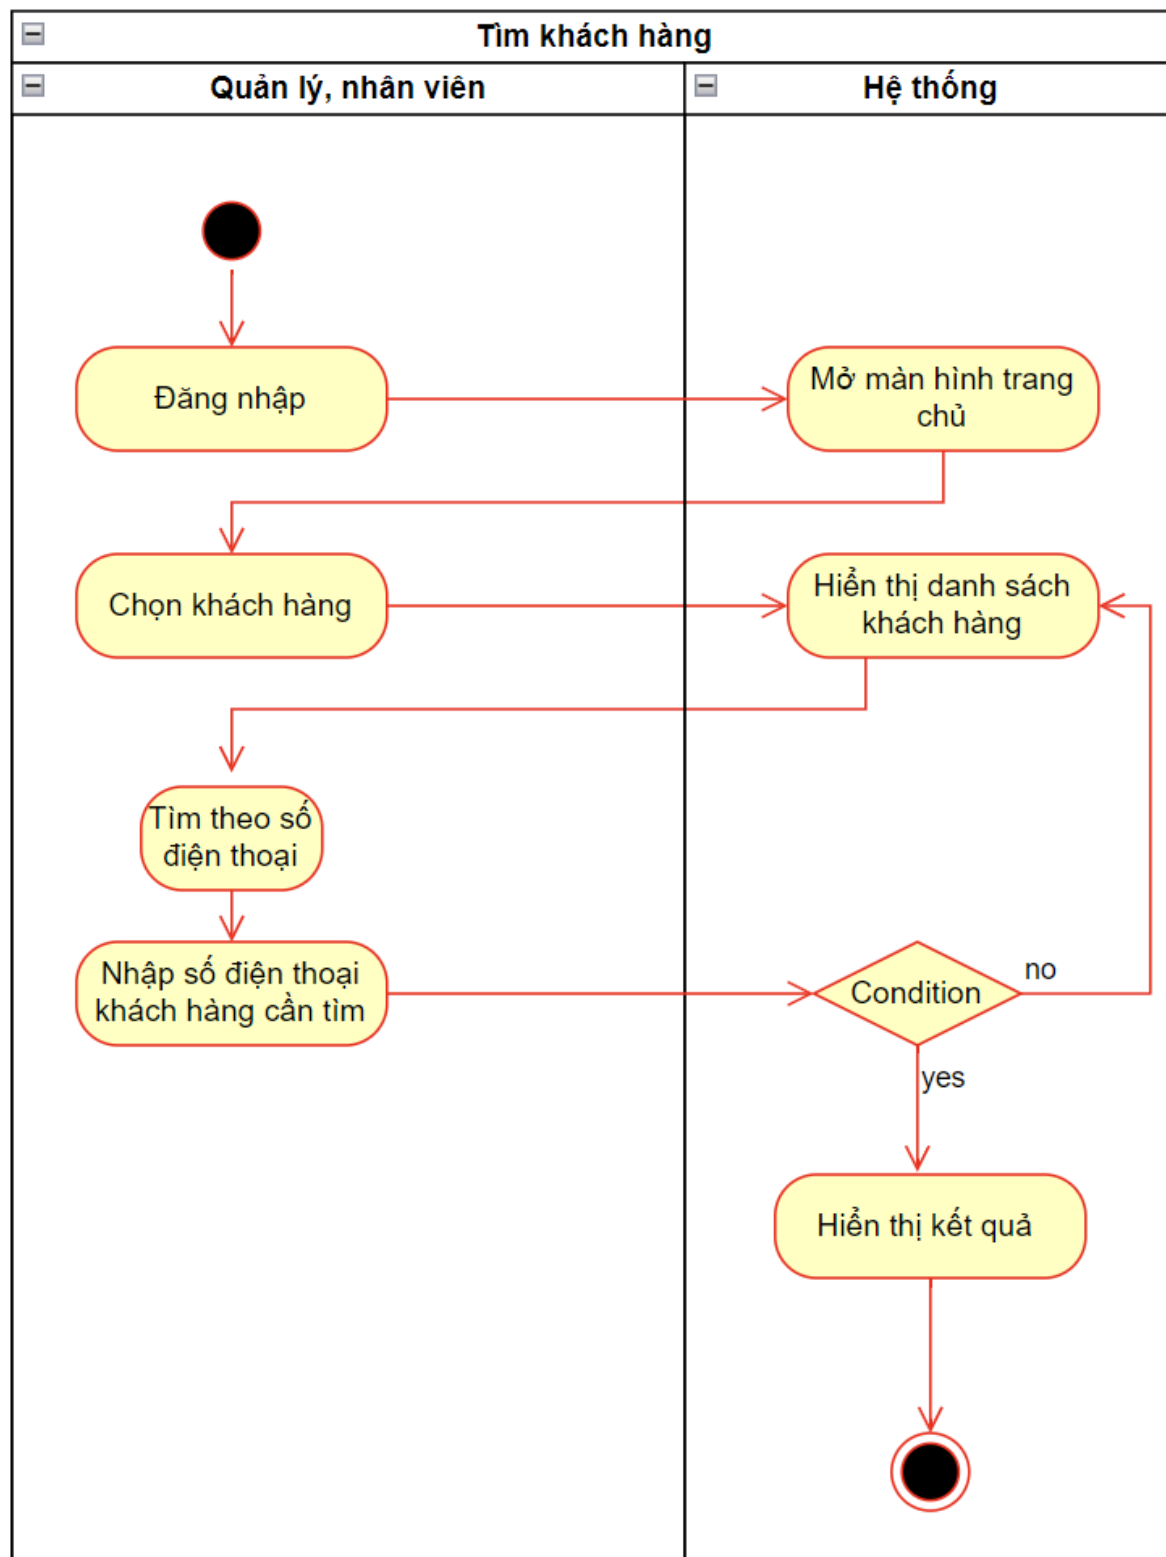 Tìm khách hàng
Quản lý, nhân viên
Hệ thống
Đăng nhập
Mở màn hình trang
chủ
Chọn khách hàng
Hiển thị danh sách
khách hàng
Tìm theo số
điện thoại
Nhập số điện thoại
khách hàng cần tìm
Condition
no
yes
Hiển thị kết quả